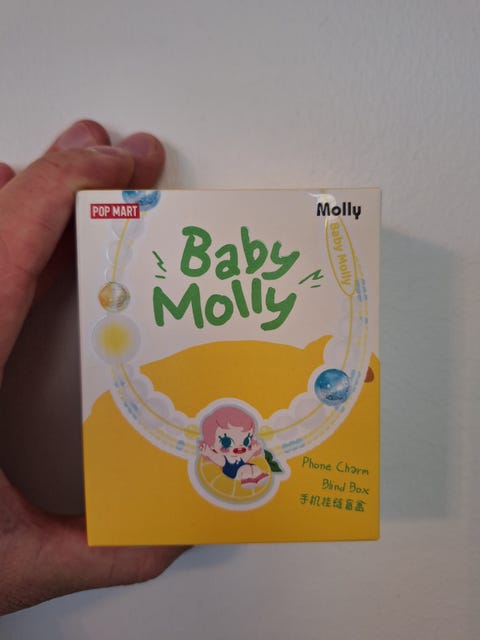 POP MART
Molly
Baby
Molly
Baby Molly
Phone Charm
Blind Box
手机挂链盲盒